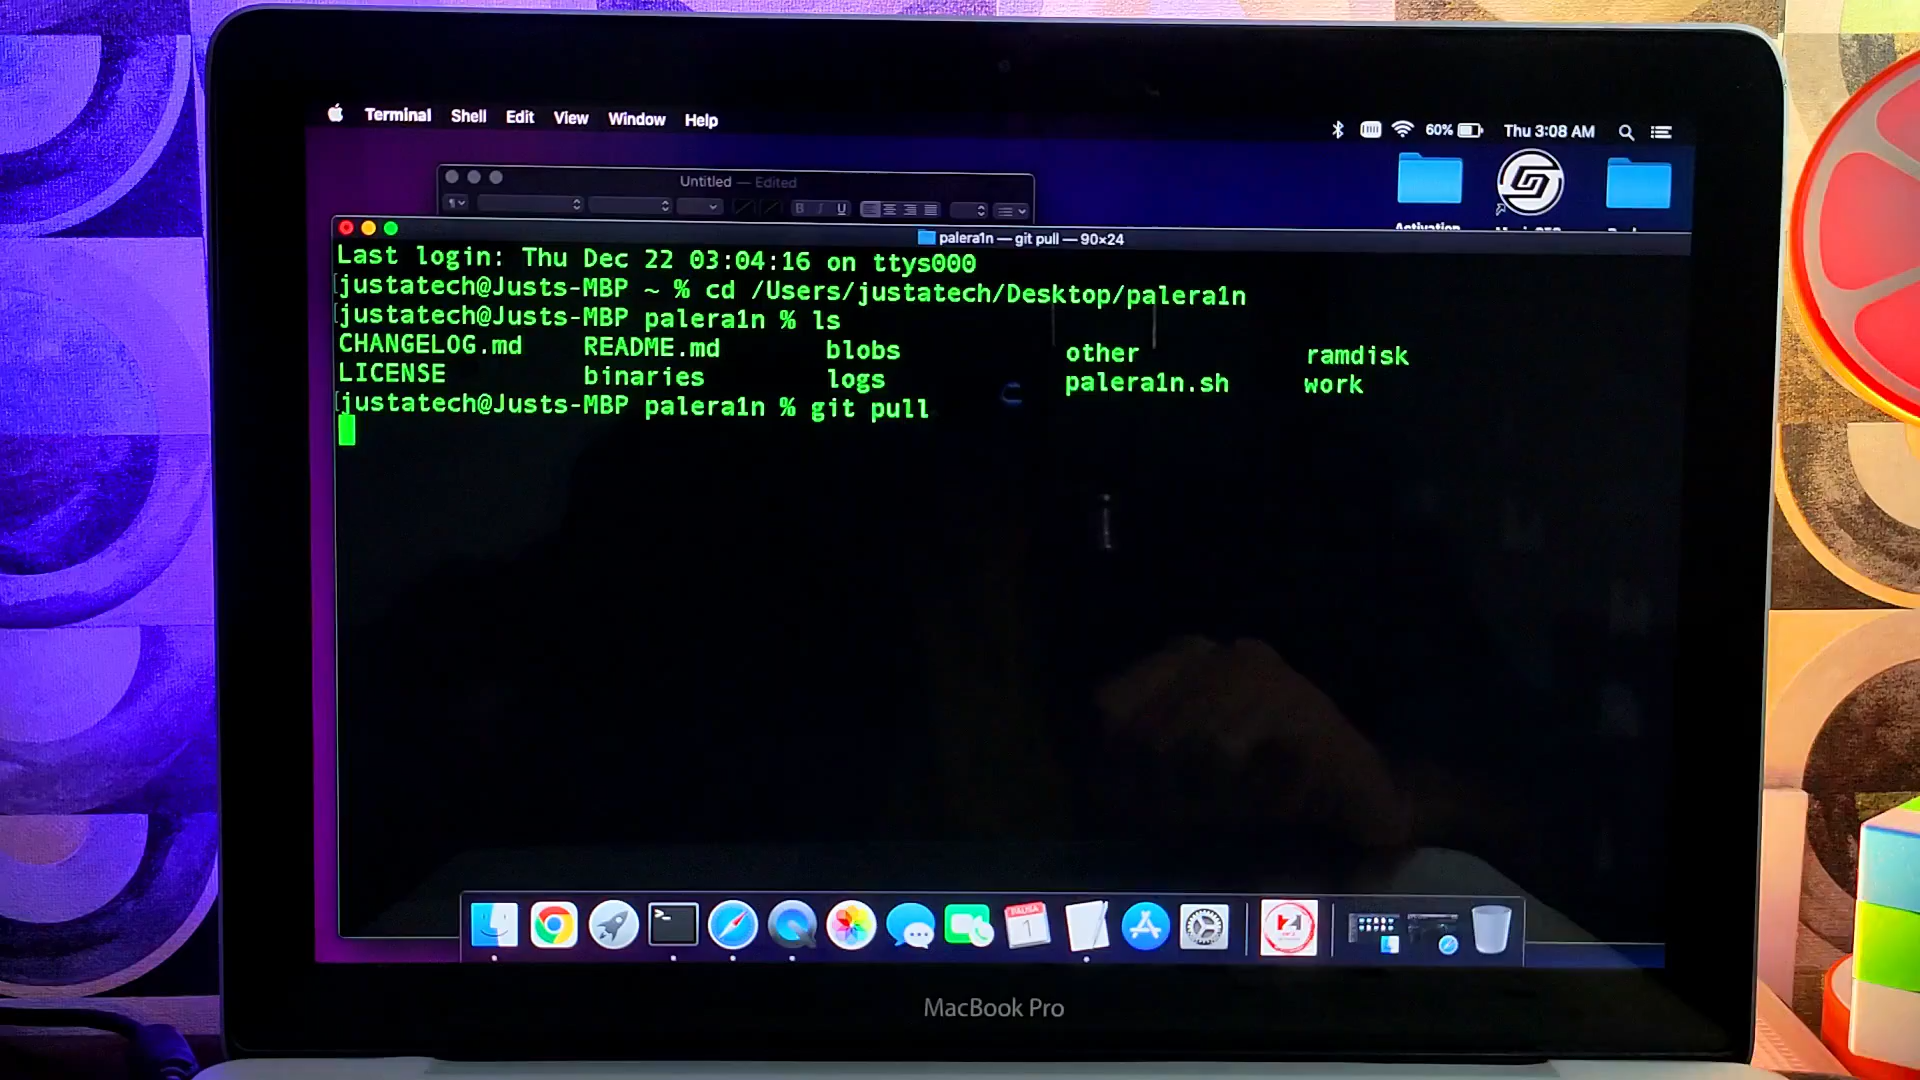 Terminal Shell Edit View Window Help 60% Thu 3:08 AM
Untitled — Edited
B I U
palera1n — git pull — 90×24
Last login: Thu Dec 22 03:04:16 on ttys000
[justatech@Justs-MBP ~ % cd /Users/justatech/Desktop/palera1n
[justatech@Justs-MBP palera1n % ls
CHANGELOG.md README.md blobs other ramdisk
LICENSE binaries logs palera1n.sh work
[justatech@Justs-MBP palera1n % git pull
1
MacBook Pro